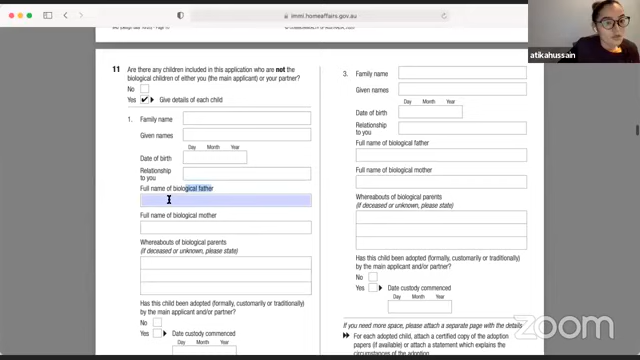 immi.homeaffairs.gov.au
atikahussain
11 Are there any children included in this application who are not the
biological children of either you (the main applicant) or your partner?
No
Yes ✔ Give details of each child
1. Family name
Given names
Day Month Year
Date of birth
Relationship
to you
Full name of biological father
Full name of biological mother
Whereabouts of biological parents
(if deceased or unknown, please state)
Has this child been adopted (formally, customarily or traditionally)
by the main applicant and/or partner?
No
Yes Date custody commenced
Day Month Year
3. Family name
Given names
Day Month Year
Date of birth
Relationship
to you
Full name of biological father
Full name of biological mother
Whereabouts of biological parents
(if deceased or unknown, please state)
Has this child been adopted (formally, customarily or traditionally)
by the main applicant and/or partner?
No
Yes Date custody commenced
Day Month Year
If you need more space, please attach a separate page with the details
For each adopted child, attach a certified copy of the adoption
papers (if available) or attach a statement which explains the
circumstances of the adoption.
zoom